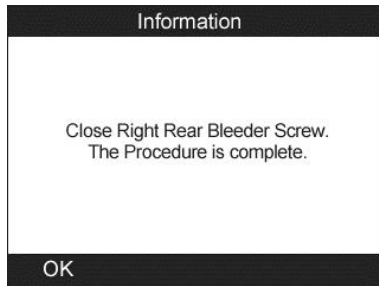 Information
Close Right Rear Bleeder Screw.
The Procedure is complete.
OK